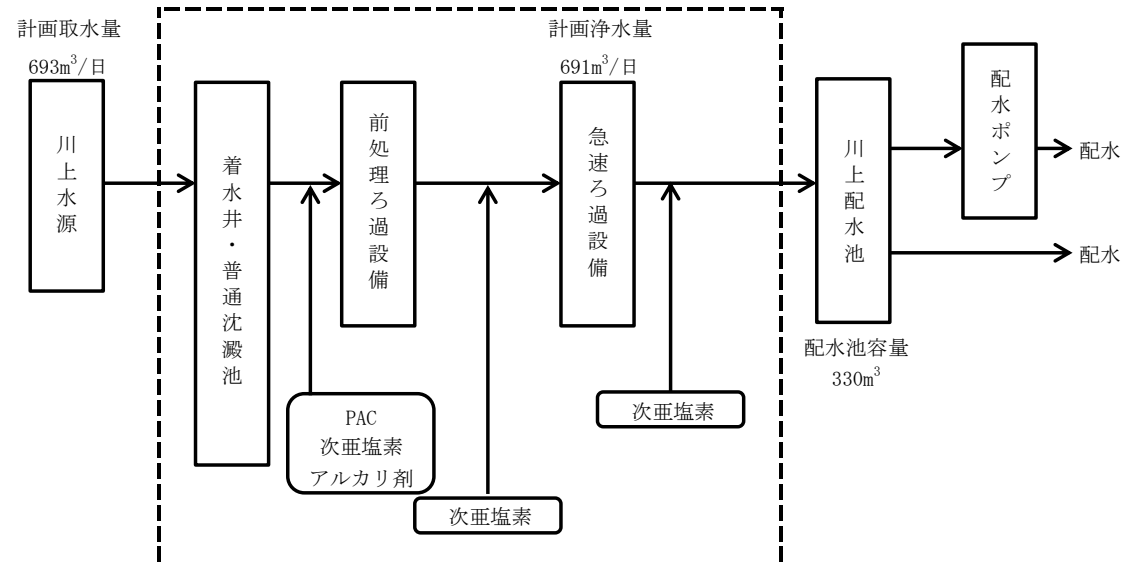 計画取水量
693m³/日
川上水源
着水井・普通沈澱池
前処理ろ過設備
計画浄水量
691m³/日
急速ろ過設備
川上配水池
配水池容量
330m³
配水ポンプ
配水
配水
PAC
次亜塩素
アルカリ剤
次亜塩素
次亜塩素